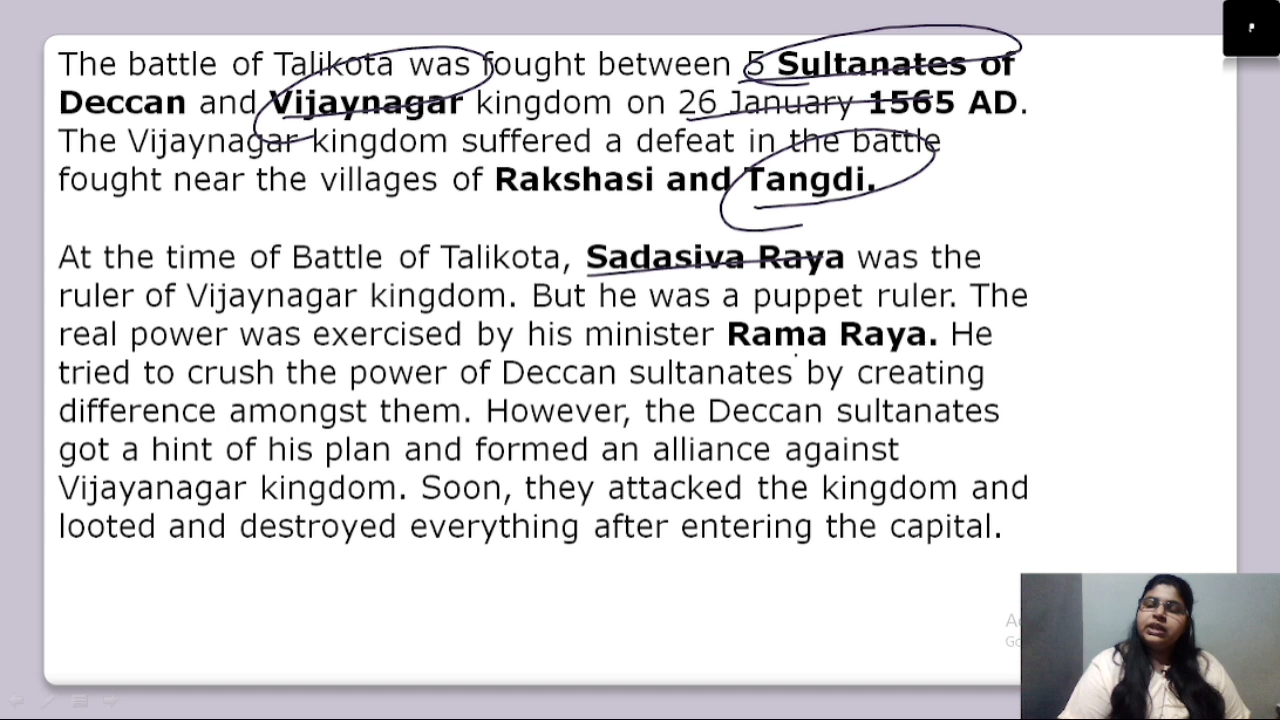 The battle of Talikota was fought between 5 Sultanates of
Deccan and Vijaynagar kingdom on 26 January 1565 AD.
The Vijaynagar kingdom suffered a defeat in the battle
fought near the villages of Rakshasi and Tangdi.
At the time of Battle of Talikota, Sadasiva Raya was the
ruler of Vijaynagar kingdom. But he was a puppet ruler. The
real power was exercised by his minister Rama Raya. He
tried to crush the power of Deccan sultanates by creating
difference amongst them. However, the Deccan sultanates
got a hint of his plan and formed an alliance against
Vijayanagar kingdom. Soon, they attacked the kingdom and
looted and destroyed everything after entering the capital.